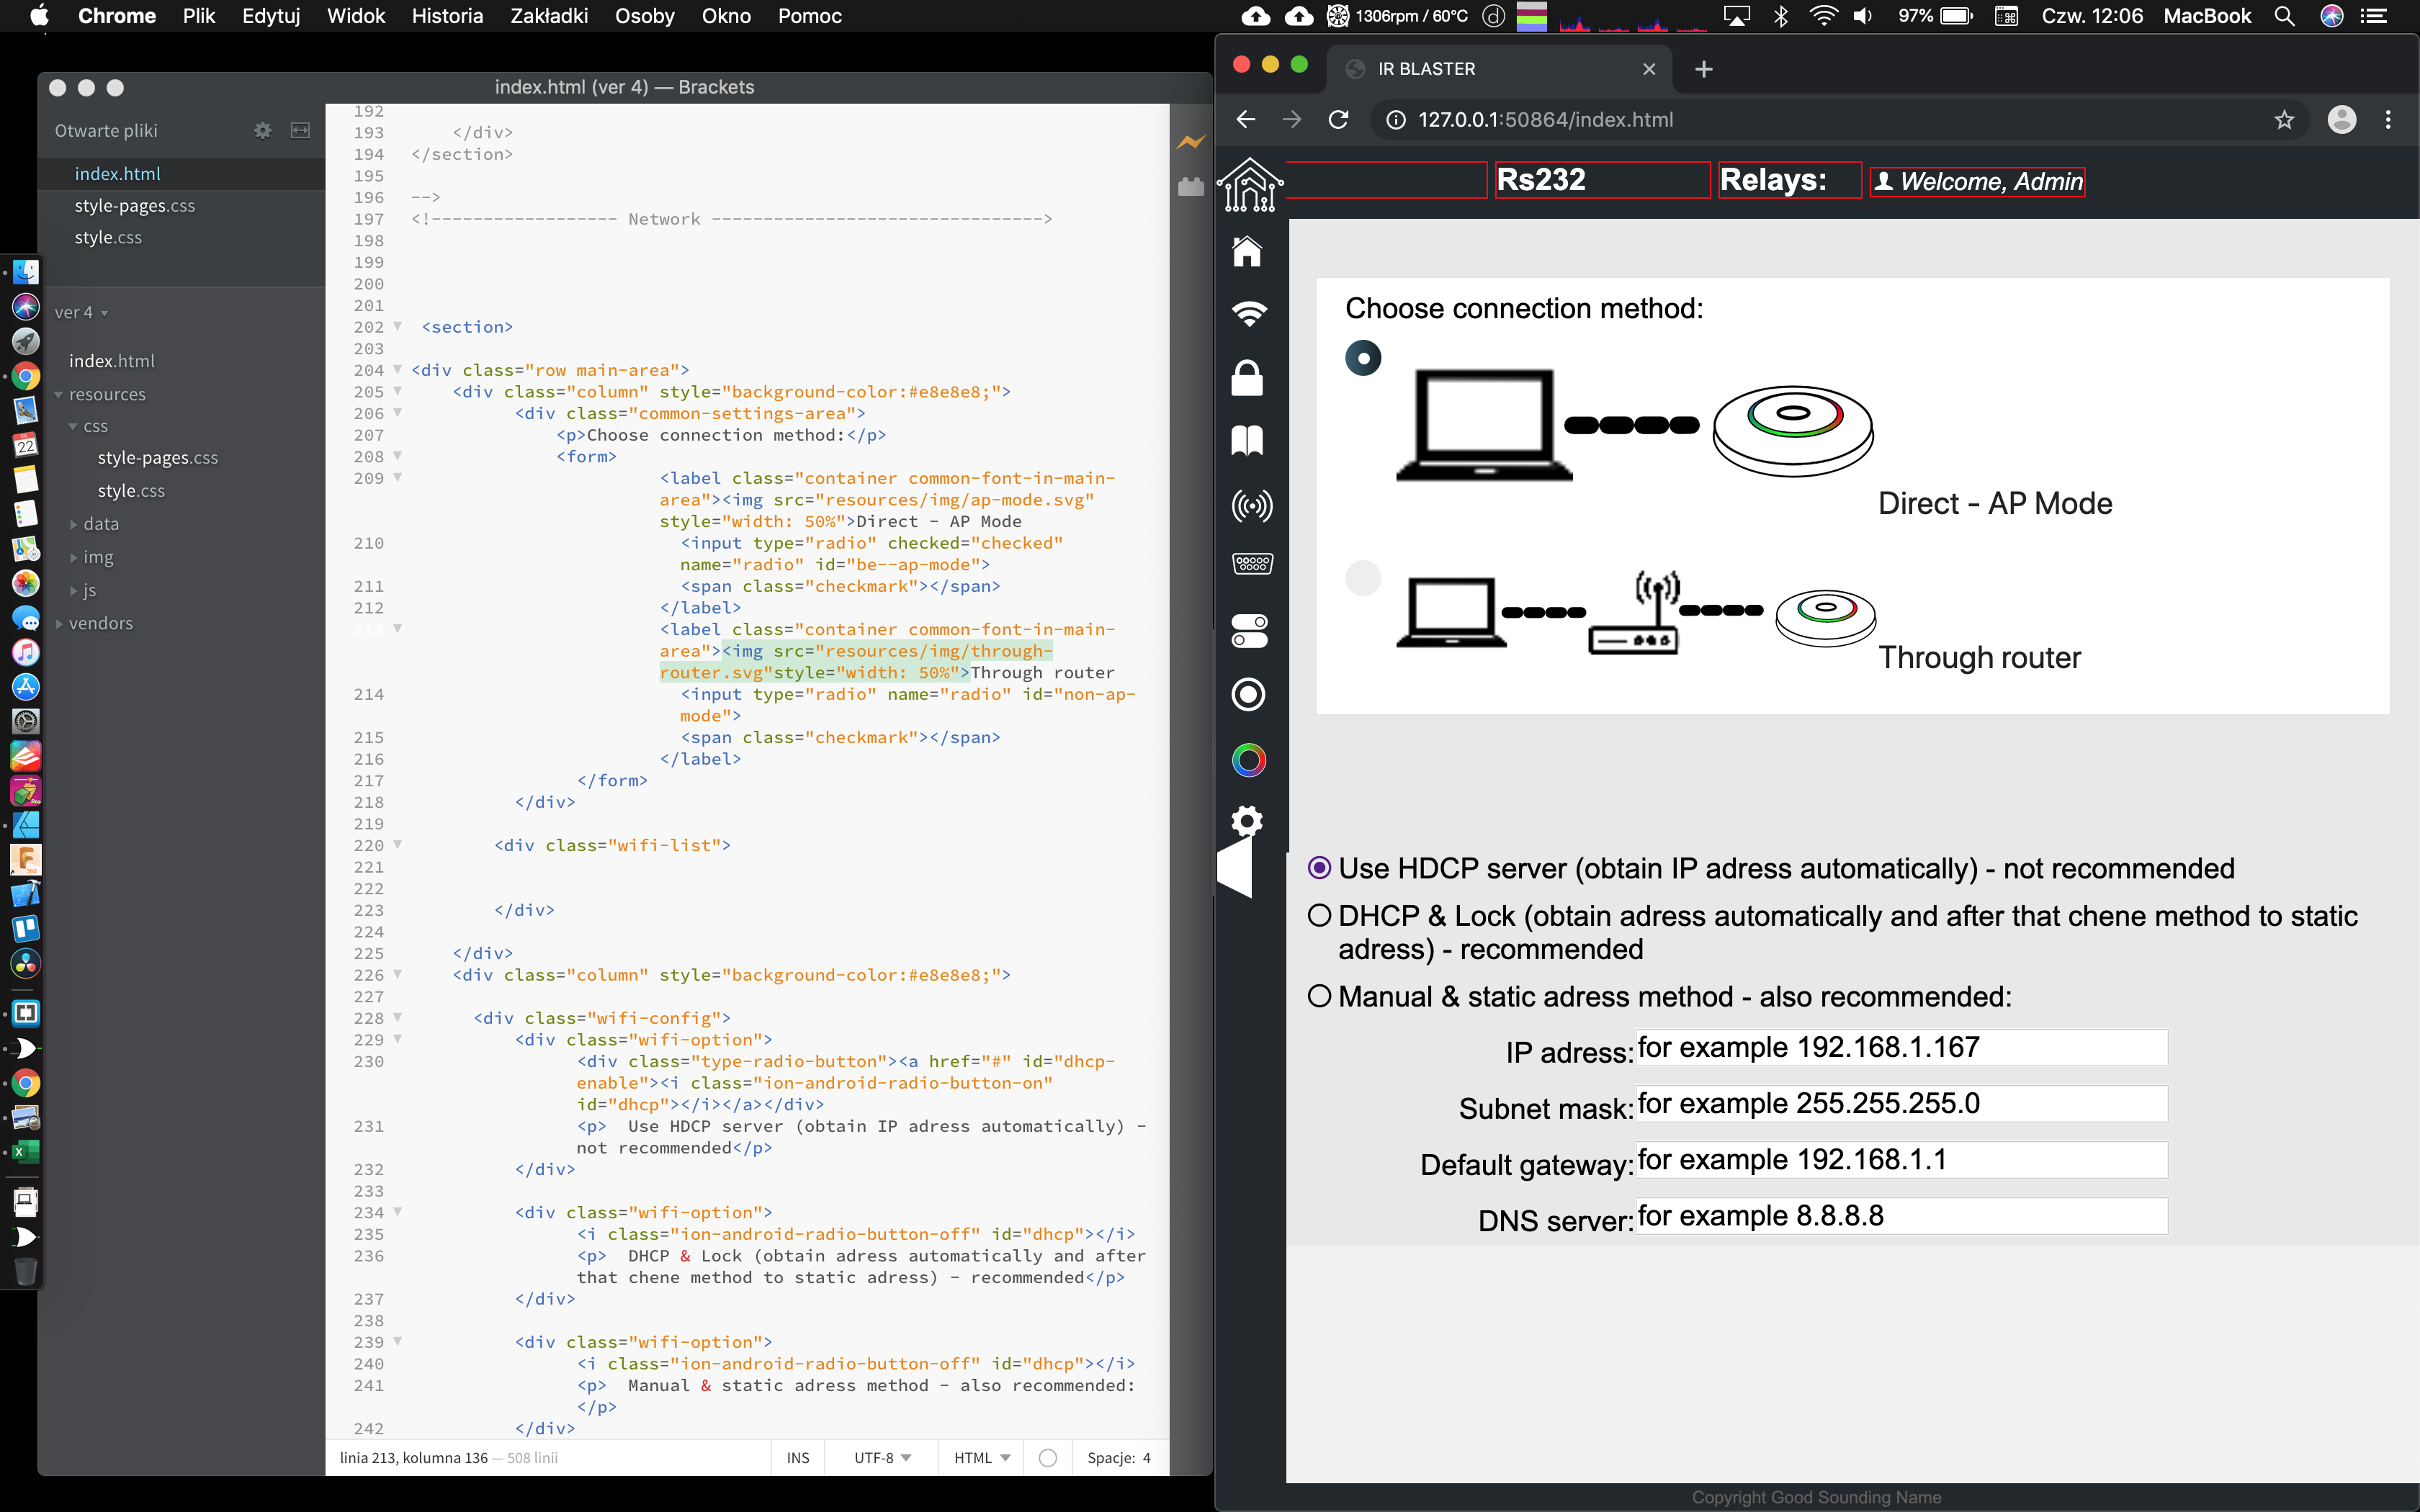 Chrome Plik Edytuj Widok Historia Zakładki Osoby Okno Pomoc
1306rpm / 60°C 97% Czw. 12:06 MacBook
index.html (ver 4) — Brackets
Otwarte pliki
index.html
style-pages.css
style.css
ver 4
index.html
resources
css
style-pages.css
style.css
data
img
js
vendors
22
192
193 </div>
194 </section>
195
196 -->
197 <!------------------ Network -------------------------------->
198
199
200
201
202 <section>
203
204 <div class="row main-area">
205 <div class="column" style="background-color:#e8e8e8;">
206 <div class="common-settings-area">
207 <p>Choose connection method:</p>
208 <form>
209 <label class="container common-font-in-main-
area"><img src="resources/img/ap-mode.svg"
style="width: 50%">Direct - AP Mode
210 <input type="radio" checked="checked"
name="radio" id="be--ap-mode">
211 <span class="checkmark"></span>
212 </label>
213 <label class="container common-font-in-main-
area"><img src="resources/img/through-
router.svg"style="width: 50%">Through router
214 <input type="radio" name="radio" id="non-ap-
mode">
215 <span class="checkmark"></span>
216 </label>
217 </form>
218 </div>
219
220 <div class="wifi-list">
221
222
223 </div>
224
225 </div>
226 <div class="column" style="background-color:#e8e8e8;">
227
228 <div class="wifi-config">
229 <div class="wifi-option">
230 <div class="type-radio-button"><a href="#" id="dhcp-
enable"><i class="ion-android-radio-button-on"
id="dhcp"></i></a></div>
231 <p>  Use HDCP server (obtain IP adress automatically) -
not recommended</p>
232 </div>
233
234 <div class="wifi-option">
235 <i class="ion-android-radio-button-off" id="dhcp"></i>
236 <p>  DHCP & Lock (obtain adress automatically and after
that chene method to static adress) - recommended</p>
237 </div>
238
239 <div class="wifi-option">
240 <i class="ion-android-radio-button-off" id="dhcp"></i>
241 <p>  Manual & static adress method - also recommended:
</p>
242 </div>
linia 213, kolumna 136 — 508 linii INS UTF-8 HTML Spacje: 4
IR BLASTER
127.0.0.1:50864/index.html
Rs232 Relays: Welcome, Admin
Choose connection method:
Direct - AP Mode
Through router
Use HDCP server (obtain IP adress automatically) - not recommended
DHCP & Lock (obtain adress automatically and after that chene method to static
adress) - recommended
Manual & static adress method - also recommended:
IP adress: for example 192.168.1.167
Subnet mask: for example 255.255.255.0
Default gateway: for example 192.168.1.1
DNS server: for example 8.8.8.8
Copyright Good Sounding Name